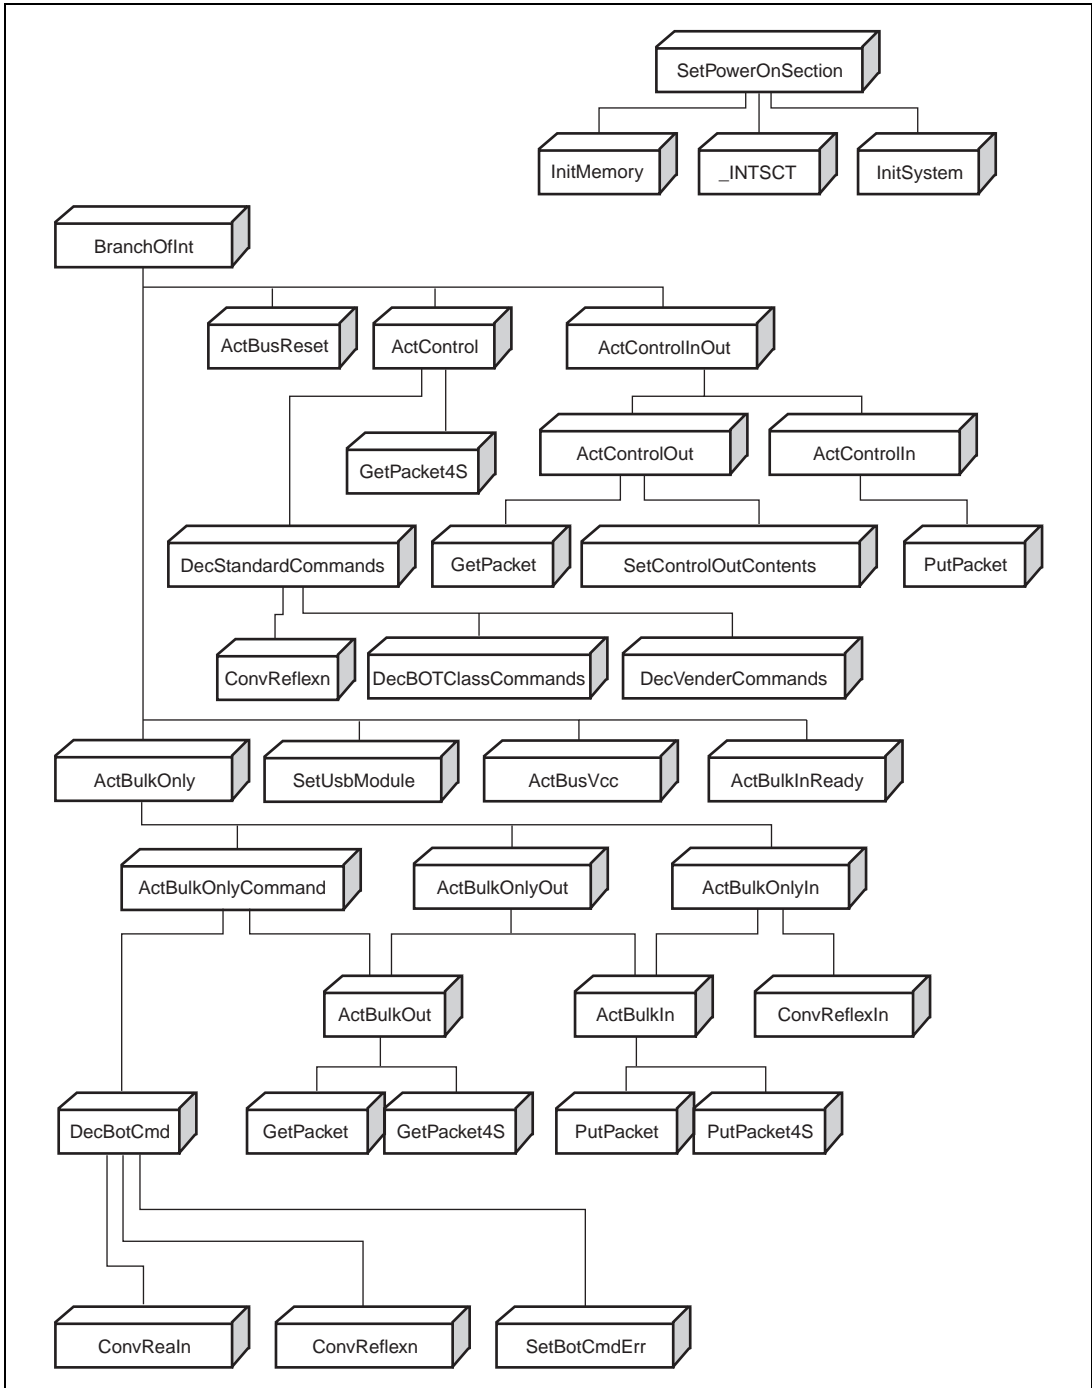 SetPowerOnSection
InitMemory
_INTSCT
InitSystem
BranchOfInt
ActBusReset
ActControl
ActControlInOut
ActControlOut
ActControlIn
GetPacket4S
DecStandardCommands
GetPacket
SetControlOutContents
PutPacket
ConvReflexn
DecBOTClassCommands
DecVenderCommands
ActBulkOnly
SetUsbModule
ActBusVcc
ActBulkInReady
ActBulkOnlyCommand
ActBulkOnlyOut
ActBulkOnlyIn
ActBulkOut
ActBulkIn
ConvReflexIn
DecBotCmd
GetPacket
GetPacket4S
PutPacket
PutPacket4S
ConvReaIn
ConvReflexn
SetBotCmdErr